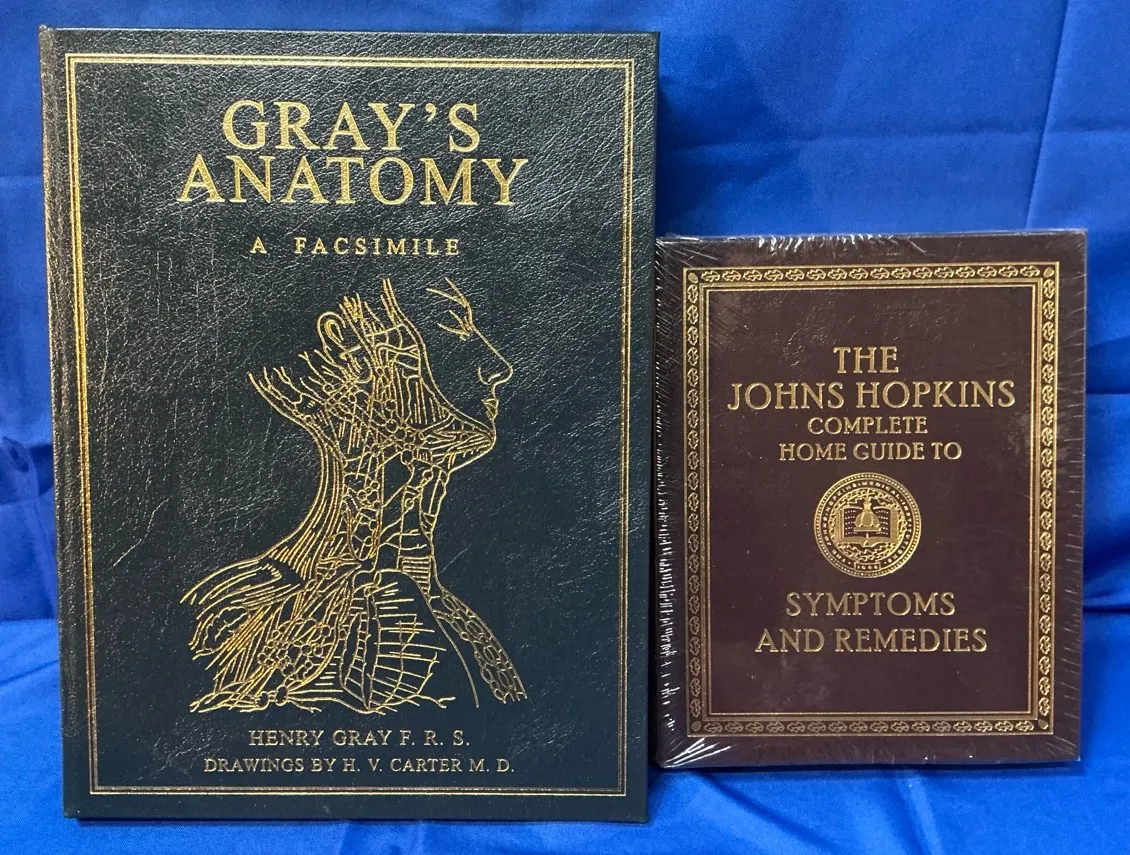 GRAY'S
ANATOMY
A FACSIMILE
HENRY GRAY F. R. S.
DRAWINGS BY H. V. CARTER M. D.
THE
JOHNS HOPKINS
COMPLETE
HOME GUIDE TO
SYMPTOMS
AND REMEDIES